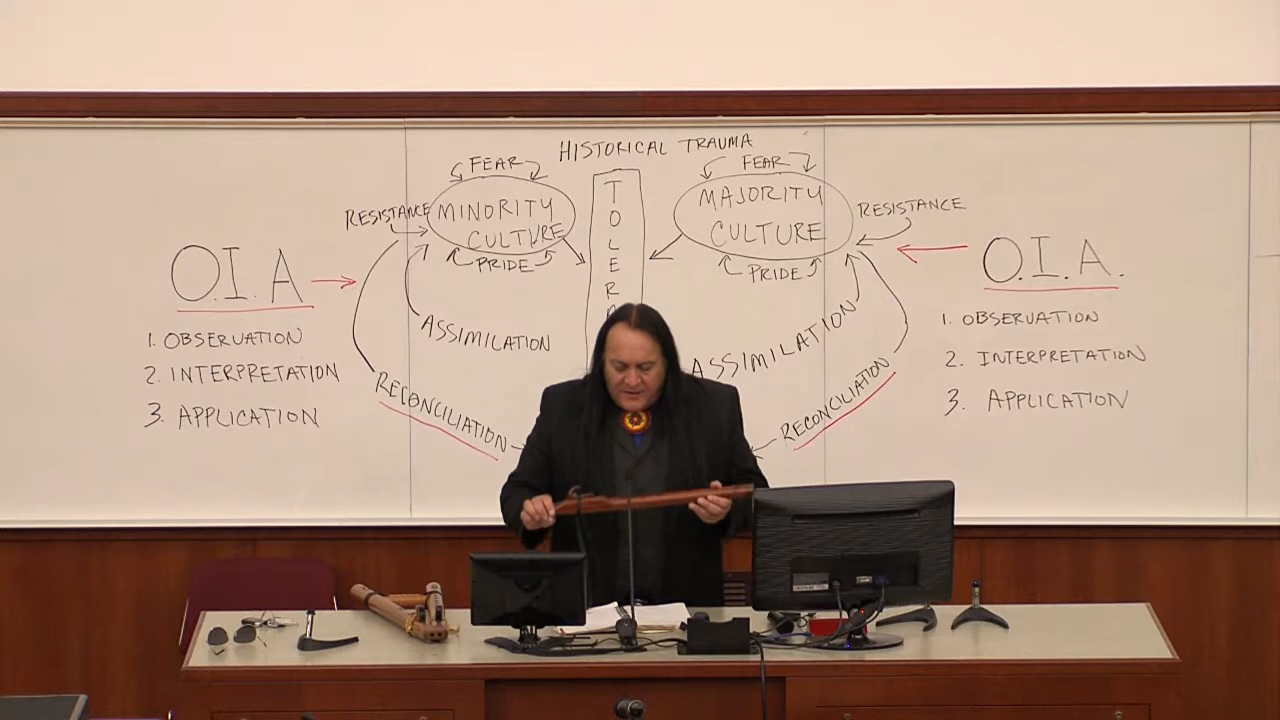 HISTORICAL TRAUMA
FEAR
FEAR
MINORITY
CULTURE
MAJORITY
CULTURE
RESISTANCE
RESISTANCE
PRIDE
PRIDE
T
O
L
E
R
O.I.A
1. OBSERVATION
2. INTERPRETATION
3. APPLICATION
ASSIMILATION
ASSIMILATION
RECONCILIATION
RECONCILIATION
O.I.A.
1. OBSERVATION
2. INTERPRETATION
3. APPLICATION